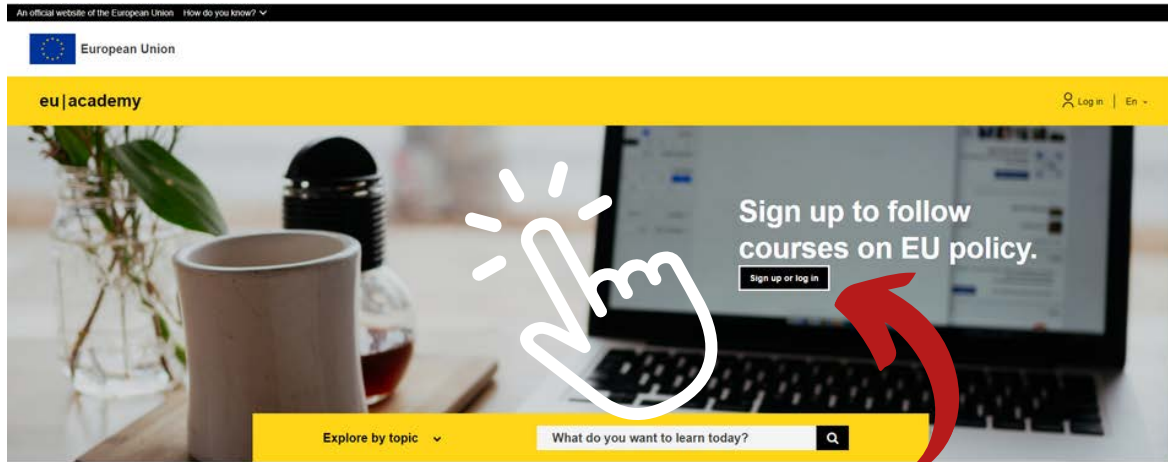 An official website of the European Union How do you know?
European Union
eu|academy
Log in | En
Sign up to follow
courses on EU policy.
Sign up or log in
Explore by topic
What do you want to learn today?